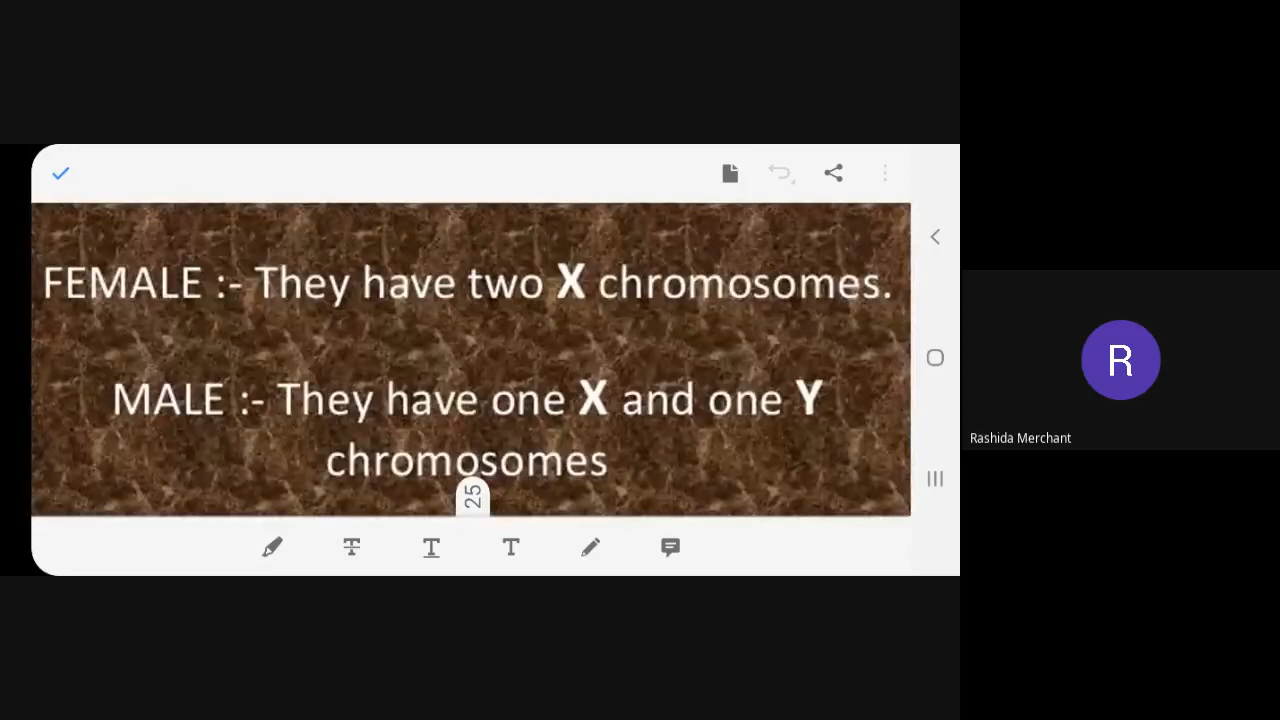 FEMALE :- They have two X chromosomes.
MALE :- They have one X and one Y
chromosomes
25
R
Rashida Merchant